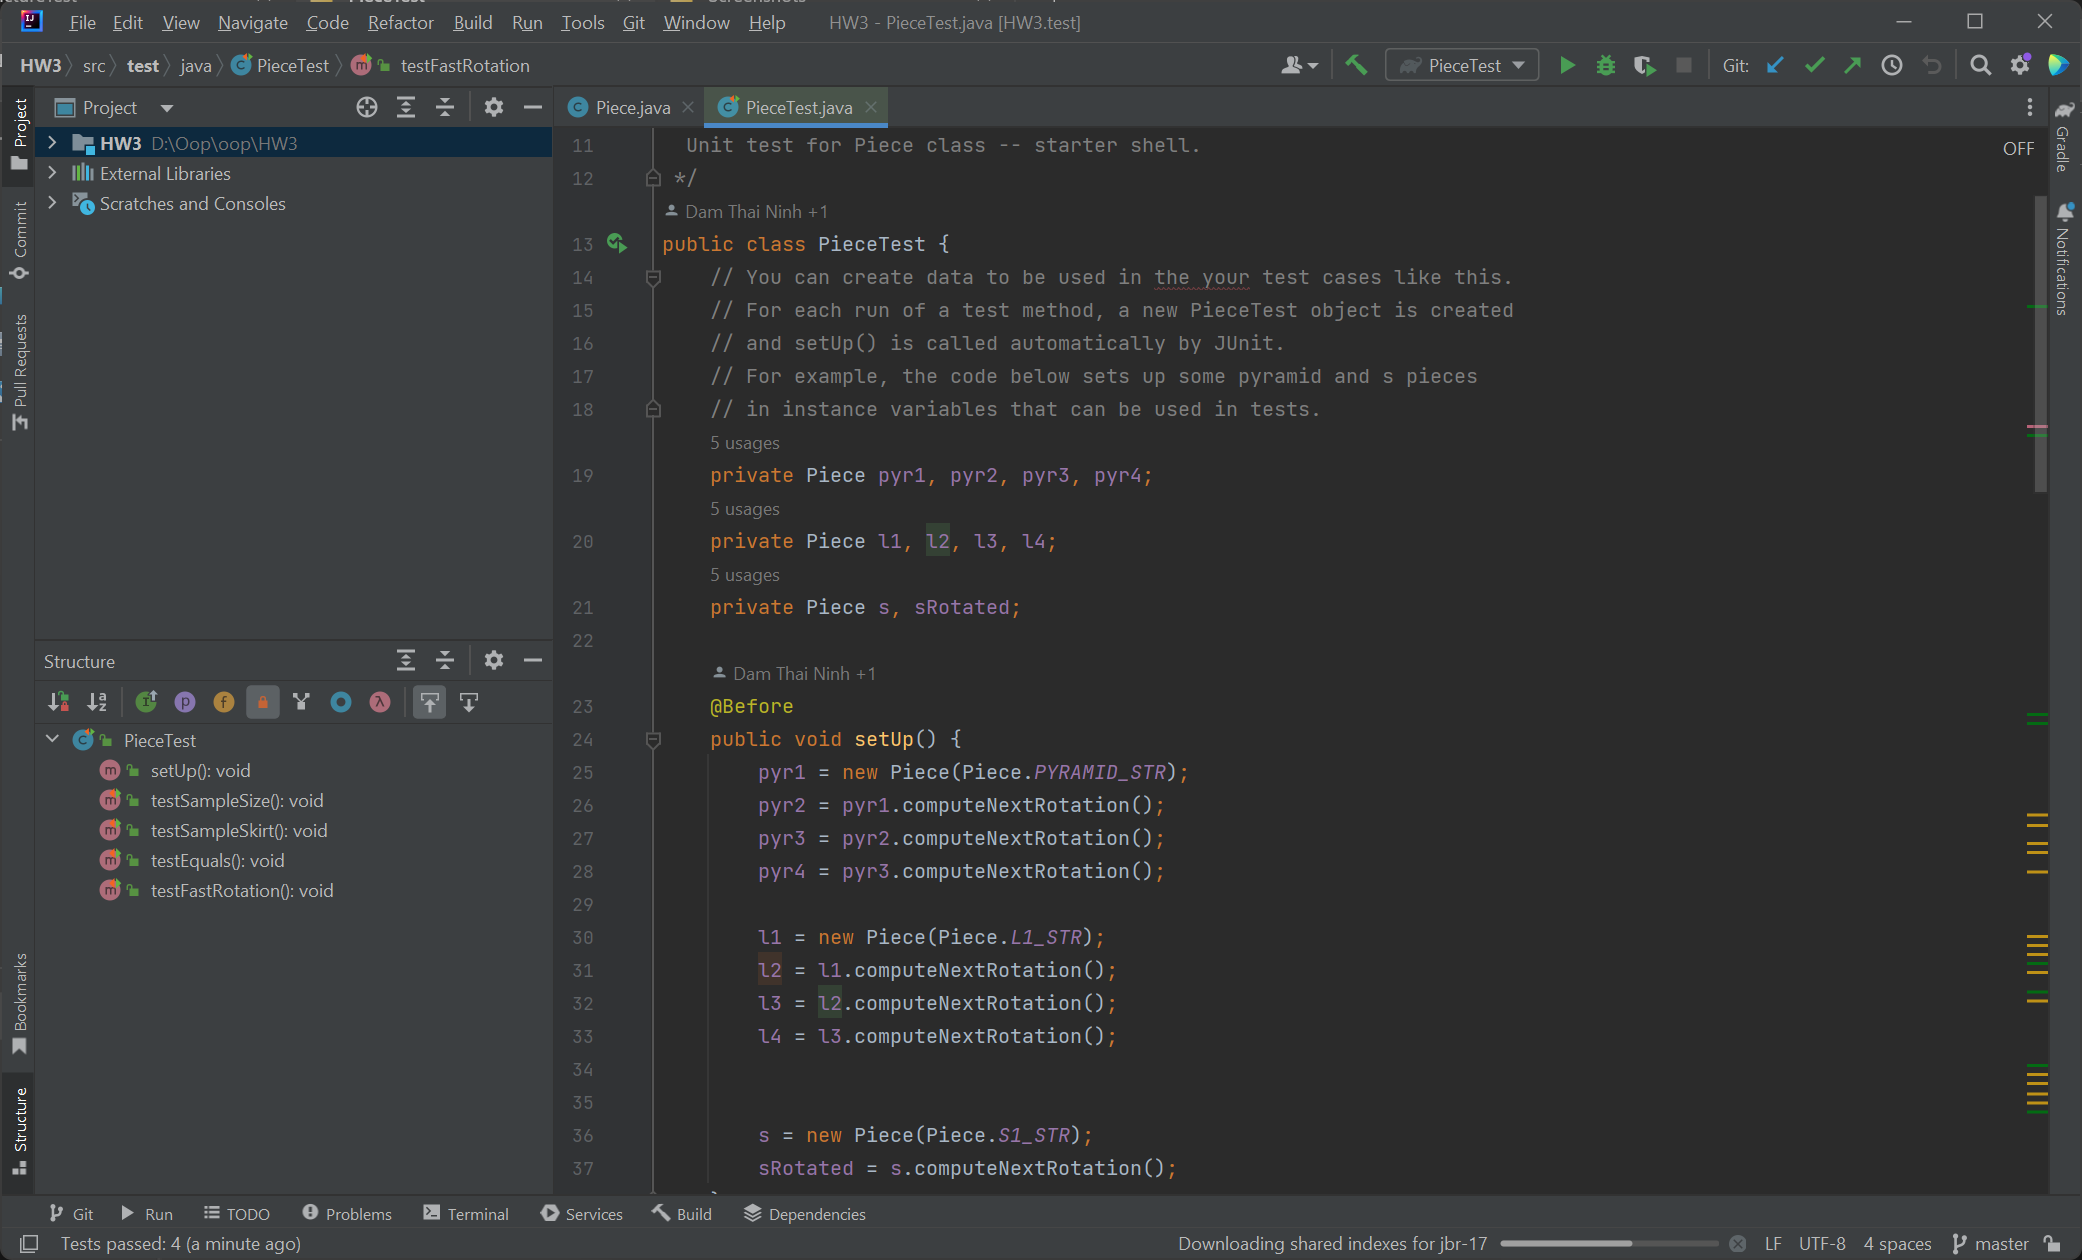 File Edit View Navigate Code Refactor Build Run Tools Git Window Help HW3 - PieceTest.java [HW3.test]
HW3 src test java PieceTest testFastRotation PieceTest Git:
Project
Piece.java PieceTest.java
HW3 D:\Oop\oop\HW3
External Libraries
Scratches and Consoles
Project
Commit
Pull Requests
Bookmarks
Structure
Structure
PieceTest
setUp(): void
testSampleSize(): void
testSampleSkirt(): void
testEquals(): void
testFastRotation(): void
OFF
11 Unit test for Piece class -- starter shell.
12 */
Dam Thai Ninh +1
13 public class PieceTest {
14 // You can create data to be used in the your test cases like this.
15 // For each run of a test method, a new PieceTest object is created
16 // and setUp() is called automatically by JUnit.
17 // For example, the code below sets up some pyramid and s pieces
18 // in instance variables that can be used in tests.
5 usages
19 private Piece pyr1, pyr2, pyr3, pyr4;
5 usages
20 private Piece l1, l2, l3, l4;
5 usages
21 private Piece s, sRotated;
22
Dam Thai Ninh +1
23 @Before
24 public void setUp() {
25 pyr1 = new Piece(Piece.PYRAMID_STR);
26 pyr2 = pyr1.computeNextRotation();
27 pyr3 = pyr2.computeNextRotation();
28 pyr4 = pyr3.computeNextRotation();
29
30 l1 = new Piece(Piece.L1_STR);
31 l2 = l1.computeNextRotation();
32 l3 = l2.computeNextRotation();
33 l4 = l3.computeNextRotation();
34
35
36 s = new Piece(Piece.S1_STR);
37 sRotated = s.computeNextRotation();
Gradle
Notifications
Git Run TODO Problems Terminal Services Build Dependencies
Tests passed: 4 (a minute ago) Downloading shared indexes for jbr-17 LF UTF-8 4 spaces master